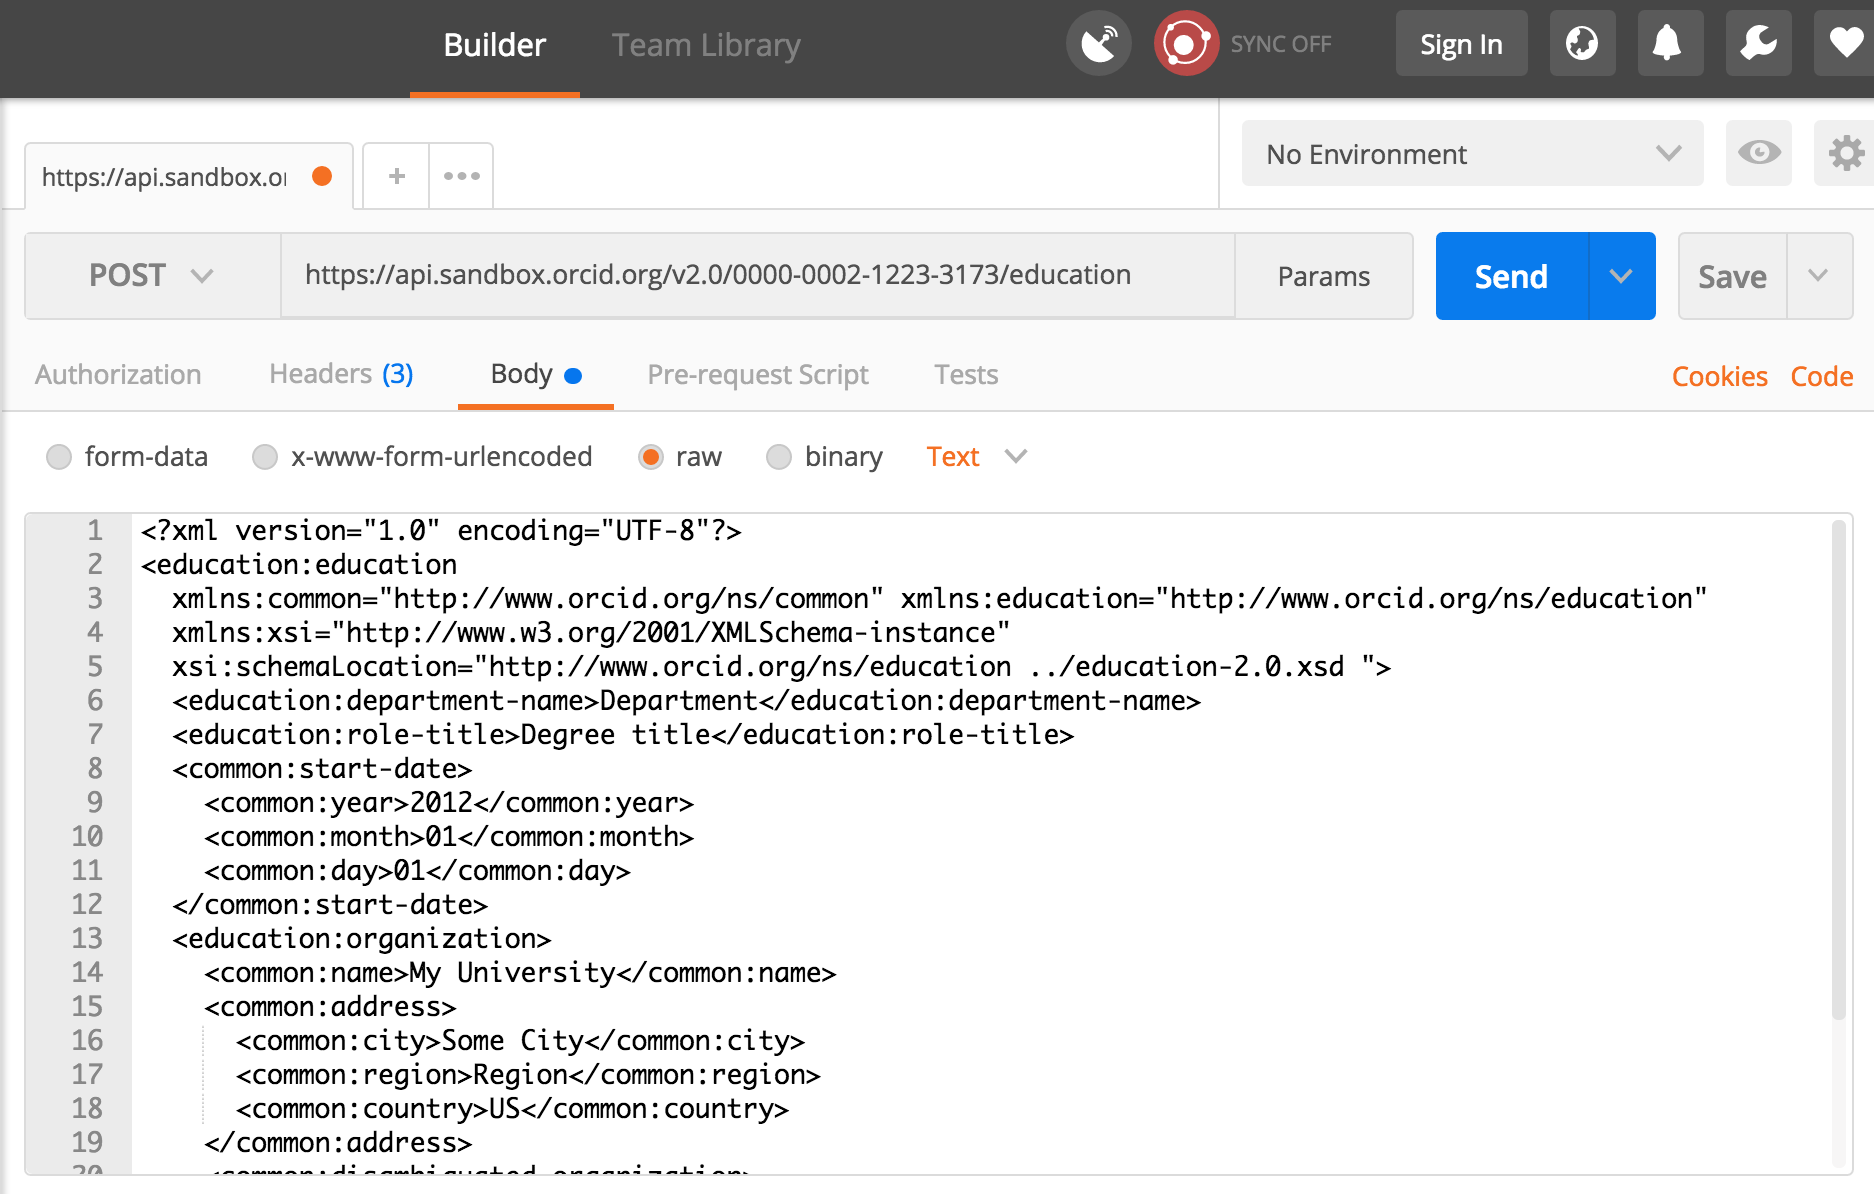 Builder Team Library SYNC OFF Sign In
https://api.sandbox.or + ••• No Environment
POST https://api.sandbox.orcid.org/v2.0/0000-0002-1223-3173/education Params Send Save
Authorization Headers (3) Body Pre-request Script Tests Cookies Code
form-data x-www-form-urlencoded raw binary Text
1 <?xml version="1.0" encoding="UTF-8"?>
2 <education:education
3 xmlns:common="http://www.orcid.org/ns/common" xmlns:education="http://www.orcid.org/ns/education"
4 xmlns:xsi="http://www.w3.org/2001/XMLSchema-instance"
5 xsi:schemaLocation="http://www.orcid.org/ns/education ../education-2.0.xsd ">
6 <education:department-name>Department</education:department-name>
7 <education:role-title>Degree title</education:role-title>
8 <common:start-date>
9 <common:year>2012</common:year>
10 <common:month>01</common:month>
11 <common:day>01</common:day>
12 </common:start-date>
13 <education:organization>
14 <common:name>My University</common:name>
15 <common:address>
16 <common:city>Some City</common:city>
17 <common:region>Region</common:region>
18 <common:country>US</common:country>
19 </common:address>
20 <common:disambiguated-organization>